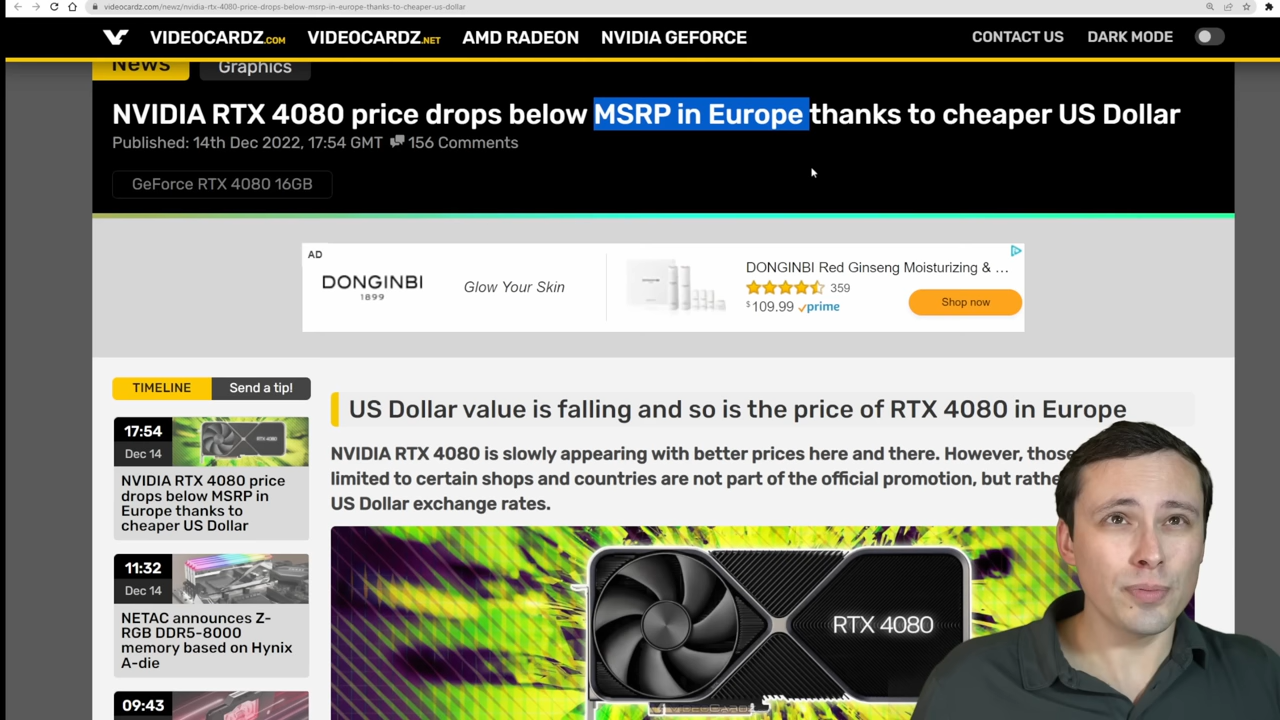 videocardz.com/newz/nvidia-rtx-4080-price-drops-below-msrp-in-europe-thanks-to-cheaper-us-dollar
VIDEOCARDZ.COM VIDEOCARDZ.NET AMD RADEON NVIDIA GEFORCE CONTACT US DARK MODE
News Graphics
NVIDIA RTX 4080 price drops below MSRP in Europe thanks to cheaper US Dollar
Published: 14th Dec 2022, 17:54 GMT 156 Comments
GeForce RTX 4080 16GB
AD
DONGINBI
1899
Glow Your Skin
DONGINBI Red Ginseng Moisturizing & …
359
$109.99 prime
Shop now
TIMELINE Send a tip!
17:54
Dec 14
RTX 4080
NVIDIA RTX 4080 price
drops below MSRP in
Europe thanks to
cheaper US Dollar
11:32
Dec 14
NETAC announces Z-
RGB DDR5-8000
memory based on Hynix
A-die
09:43
US Dollar value is falling and so is the price of RTX 4080 in Europe
NVIDIA RTX 4080 is slowly appearing with better prices here and there. However, those
limited to certain shops and countries are not part of the official promotion, but rathe
US Dollar exchange rates.
RTX 4080